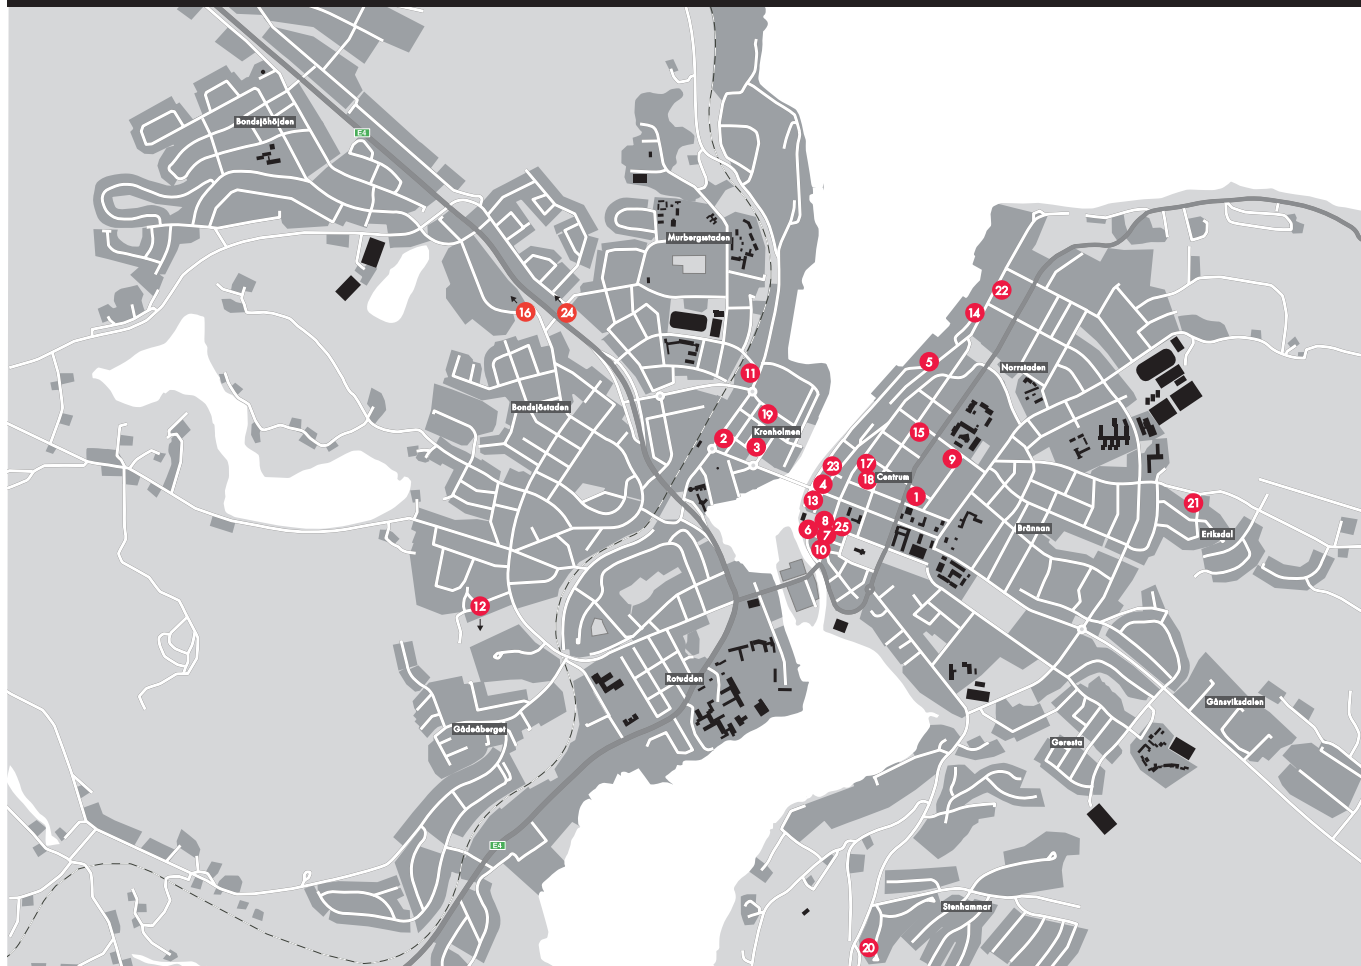 Bondsjöhöjden
E4
Murbergsstaden
22
16
24
14
5
Norrstaden
11
Bondsjöstaden
19
Kronholmen
2
3
15
9
23
17
4
18
Centrum
13
1
21
8
6
25
7
Brännan
Eriksdal
10
12
Rotudden
Gånsviksdalen
Gådeåberget
Geresta
E4
Stenhammar
20